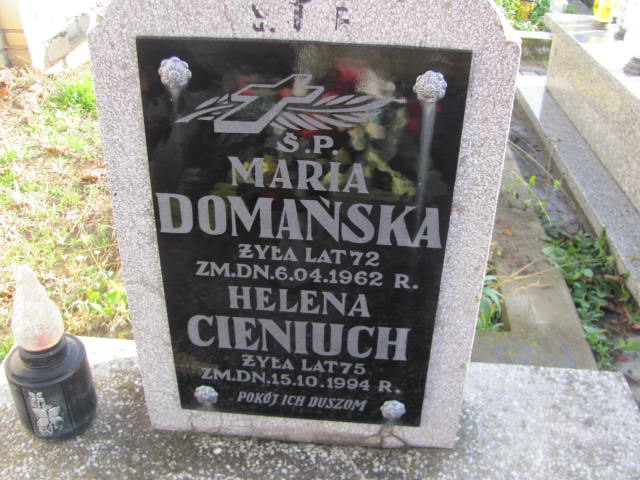 Ś.P.
MARIA
DOMAŃSKA
ŻYŁA LAT 72
ZM.DN.6.04.1962 R.
HELENA
CIENIUCH
ŻYŁA LAT 75
ZM.DN.15.10.1994 R.
POKÓJ ICH DUSZOM